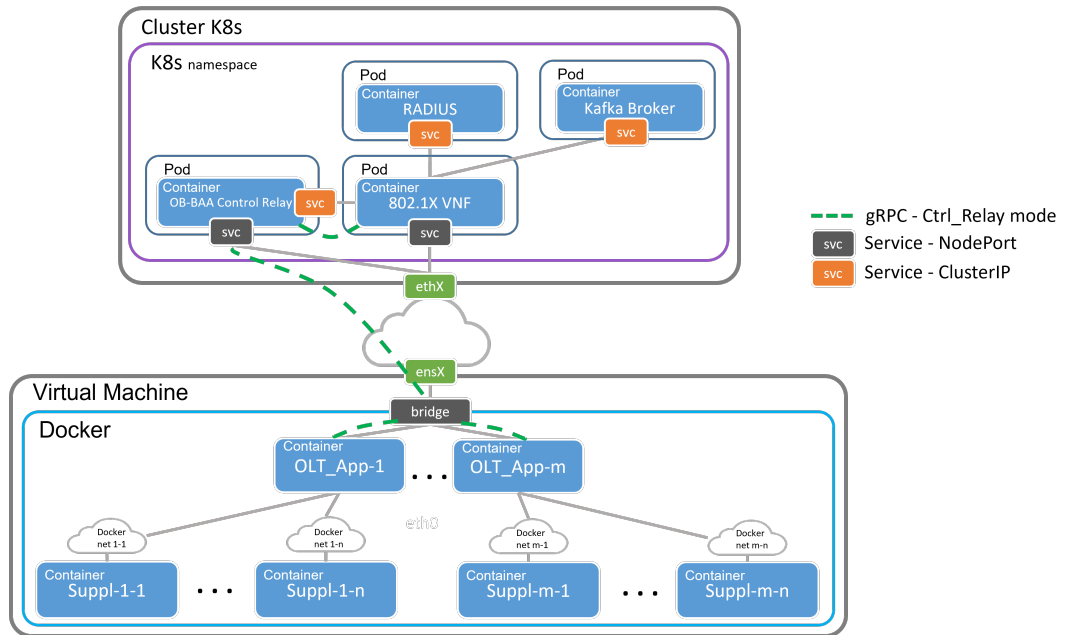 Cluster K8s
K8s namespace
Pod
Container
RADIUS
svc
Pod
Container
Kafka Broker
svc
Pod
Container
OB-BAA Control Relay
svc
svc
Pod
Container
802.1X VNF
svc
gRPC - Ctrl_Relay mode
svc Service - NodePort
svc Service - ClusterIP
ethX
ensX
Virtual Machine
bridge
Docker
Container
OLT_App-1
...
Container
OLT_App-m
eth0
Docker
net 1-1
Docker
net 1-n
Docker
net m-1
Docker
net m-n
Container
Suppl-1-1
...
Container
Suppl-1-n
Container
Suppl-m-1
...
Container
Suppl-m-n